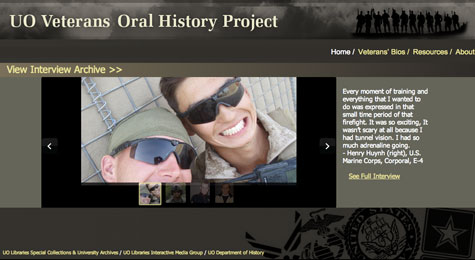 UO Veterans Oral History Project
Home / Veterans' Bios / Resources / About
View Interview Archive >>
Every moment of training and
everything that I wanted to
do was expressed in that
small time period of that
firefight. It was so exciting, It
wasn't scary at all because I
had tunnel vision. I had so
much adrenaline going.
- Henry Huynh (right), U.S.
Marine Corps, Corporal, E-4
See Full Interview
UO Libraries Special Collections & University Archives / UO Libraries Interactive Media Group / UO Department of History